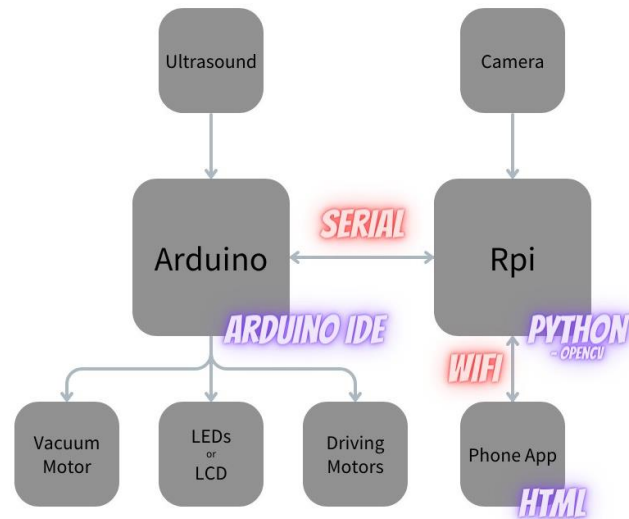 Ultrasound
Camera
SERIAL
Arduino
Rpi
ARDUINO IDE
PYTHON
- OPENCV
WIFI
Vacuum
Motor
LEDs
or
LCD
Driving
Motors
Phone App
HTML